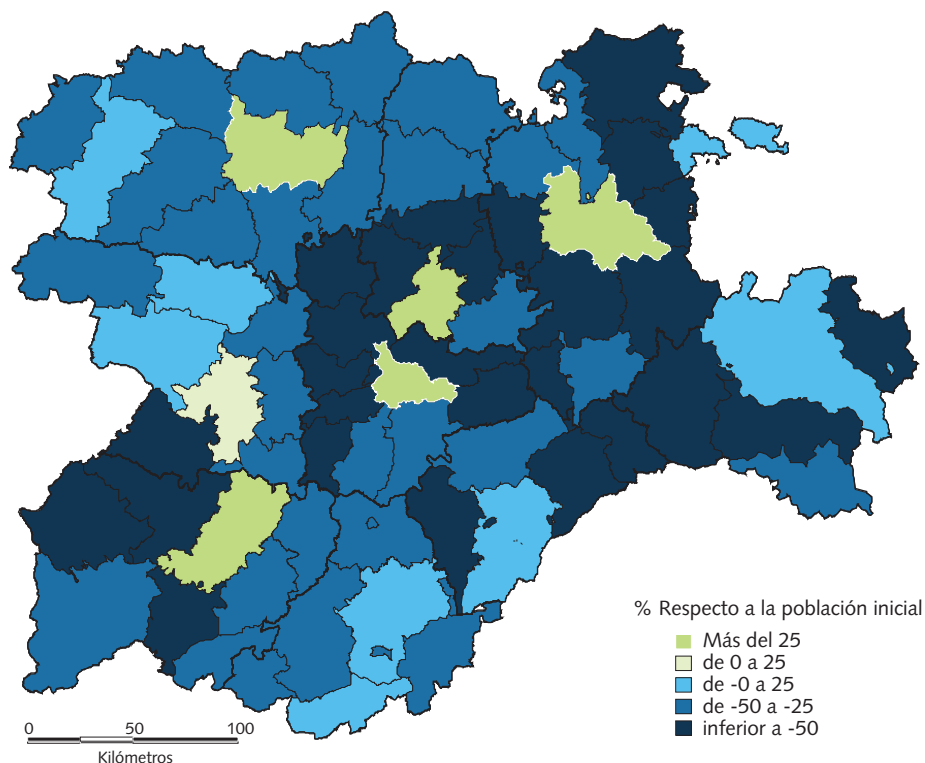 % Respecto a la población inicial
Más del 25
de 0 a 25
de -0 a 25
de -50 a -25
inferior a -50
0 50 100
Kilómetros